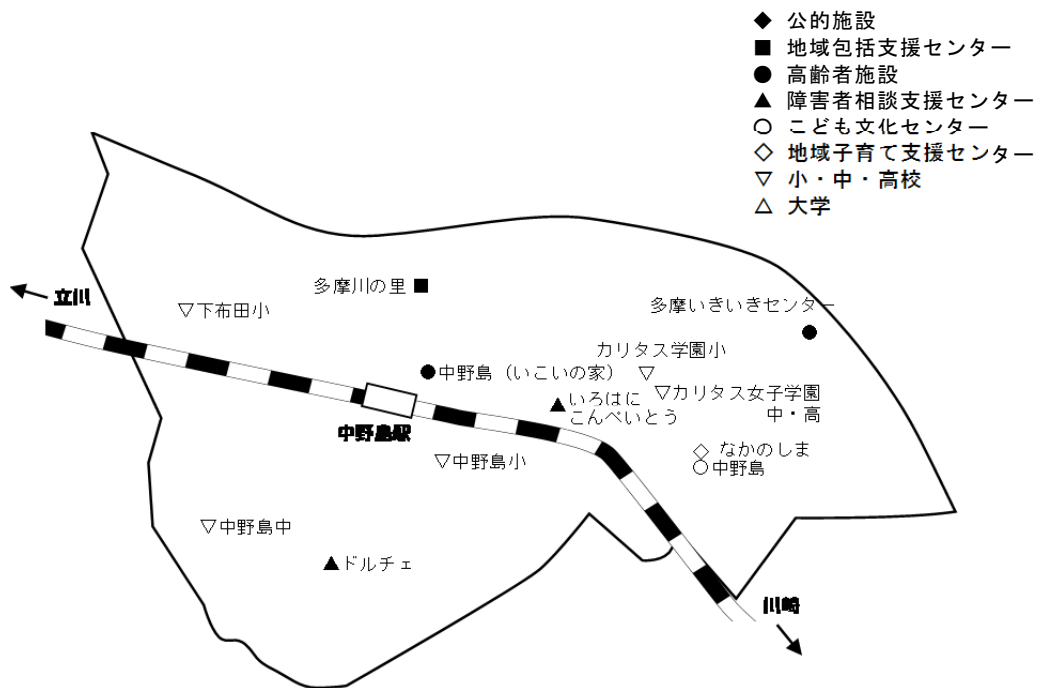 ◆ 公的施設
■ 地域包括支援センター
● 高齢者施設
▲ 障害者相談支援センター
○ こども文化センター
◇ 地域子育て支援センター
▽ 小・中・高校
△ 大学
多摩川の里 ■
立川
▽下布田小
多摩いきいきセンター
●
カリタス学園小
▽
●中野島（いこいの家）
▽カリタス女子学園
中・高
▲いろはに
こんぺいとう
中野島駅
▽中野島小
◇ なかのしま
○中野島
▽中野島中
▲ドルチェ
川崎